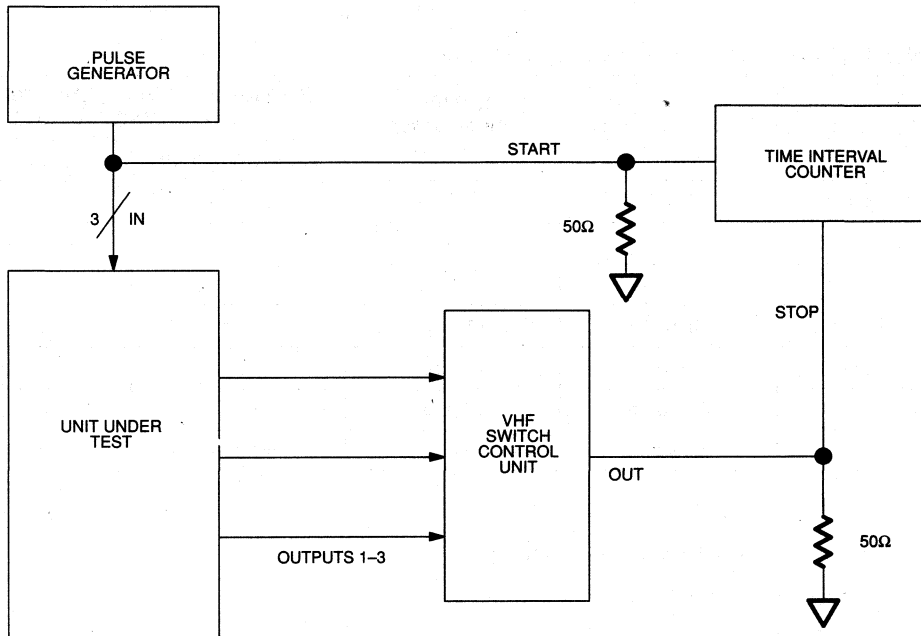 PULSE
GENERATOR
START
TIME INTERVAL
COUNTER
3 IN
50Ω
STOP
UNIT UNDER
TEST
VHF
SWITCH
CONTROL
UNIT
OUT
OUTPUTS 1–3
50Ω